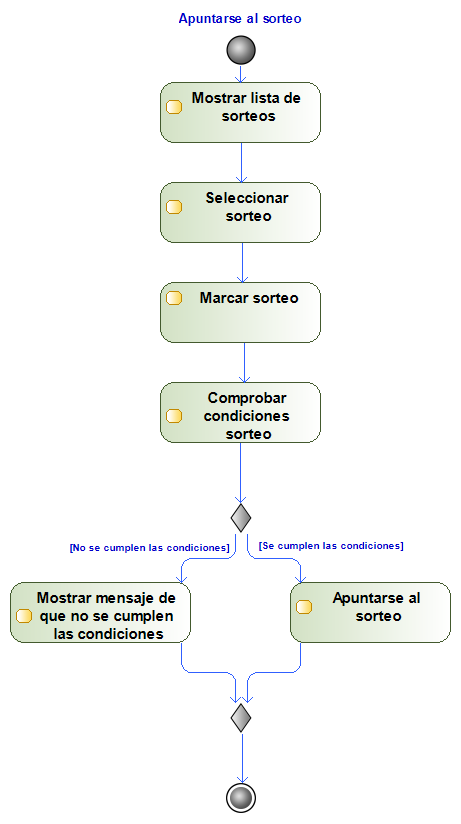 Apuntarse al sorteo
Mostrar lista de
sorteos
Seleccionar
sorteo
Marcar sorteo
Comprobar
condiciones
sorteo
[No se cumplen las condiciones]
[Se cumplen las condiciones]
Mostrar mensaje de
que no se cumplen
las condiciones
Apuntarse al
sorteo